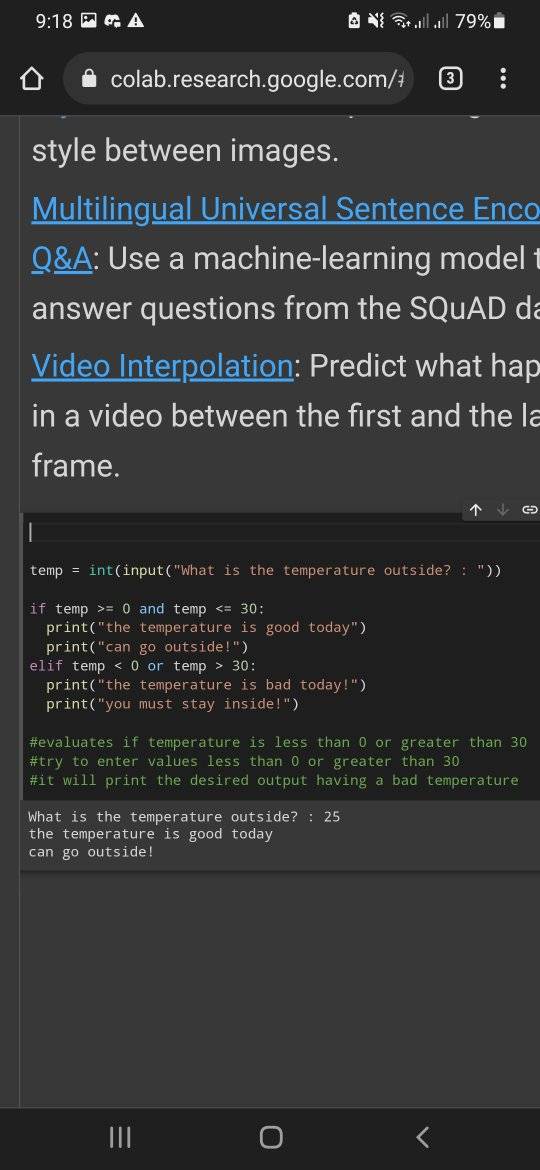 9:18
79%
colab.research.google.com/
3
style between images.
Multilingual Universal Sentence Enco
Q&A: Use a machine-learning model t
answer questions from the SQuAD da
Video Interpolation: Predict what hap
in a video between the first and the la
frame.
temp = int(input("What is the temperature outside? : "))
if temp >= 0 and temp <= 30:
  print("the temperature is good today")
  print("can go outside!")
elif temp < 0 or temp > 30:
  print("the temperature is bad today!")
  print("you must stay inside!")
#evaluates if temperature is less than 0 or greater than 30
#try to enter values less than 0 or greater than 30
#it will print the desired output having a bad temperature
What is the temperature outside? : 25
the temperature is good today
can go outside!